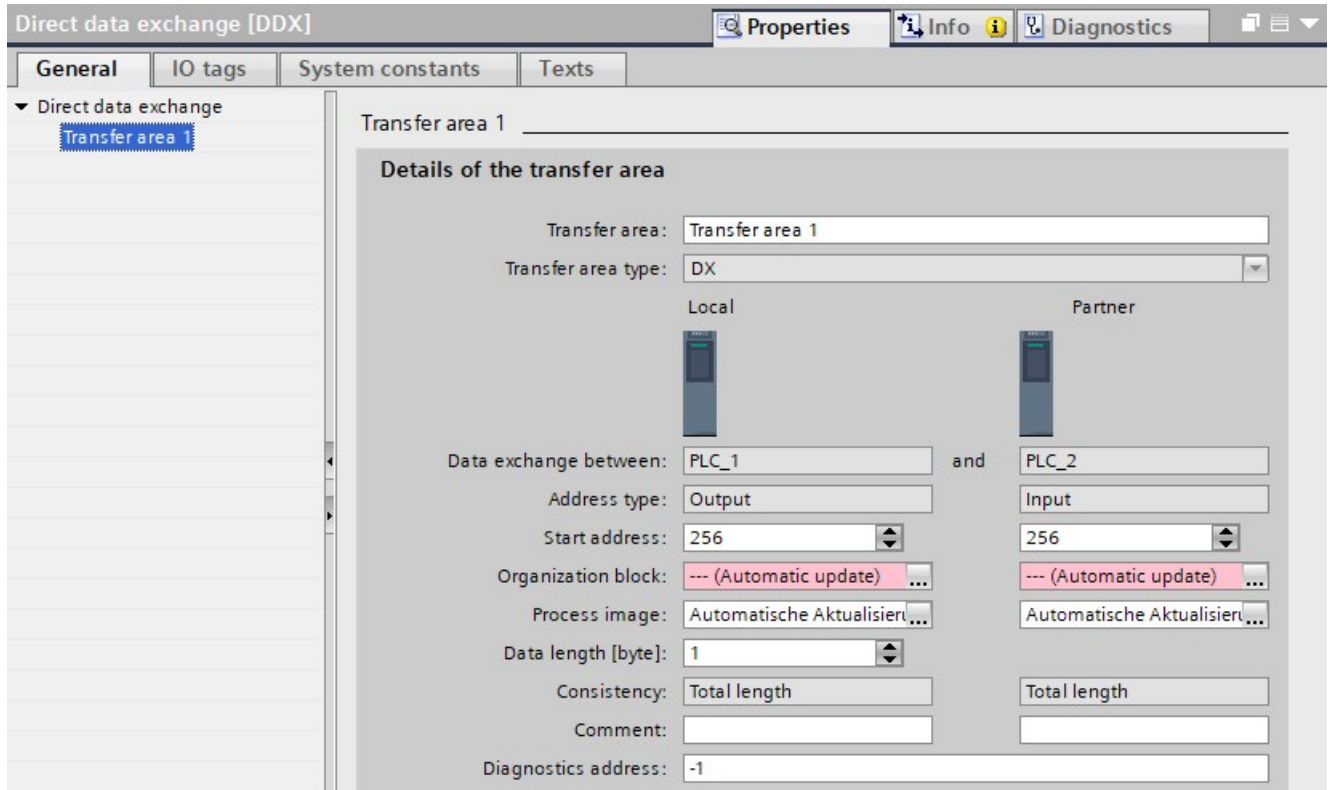 Direct data exchange [DDX]
Properties
Info
Diagnostics
General
IO tags
System constants
Texts
Direct data exchange
Transfer area 1
Transfer area 1
Details of the transfer area
Transfer area: Transfer area 1
Transfer area type: DX
Local Partner
Data exchange between: PLC_1 and PLC_2
Address type: Output Input
Start address: 256 256
Organization block: --- (Automatic update) ... --- (Automatic update) ...
Process image: Automatische Aktualisieru... Automatische Aktualisieru...
Data length [byte]: 1
Consistency: Total length Total length
Comment:
Diagnostics address: -1